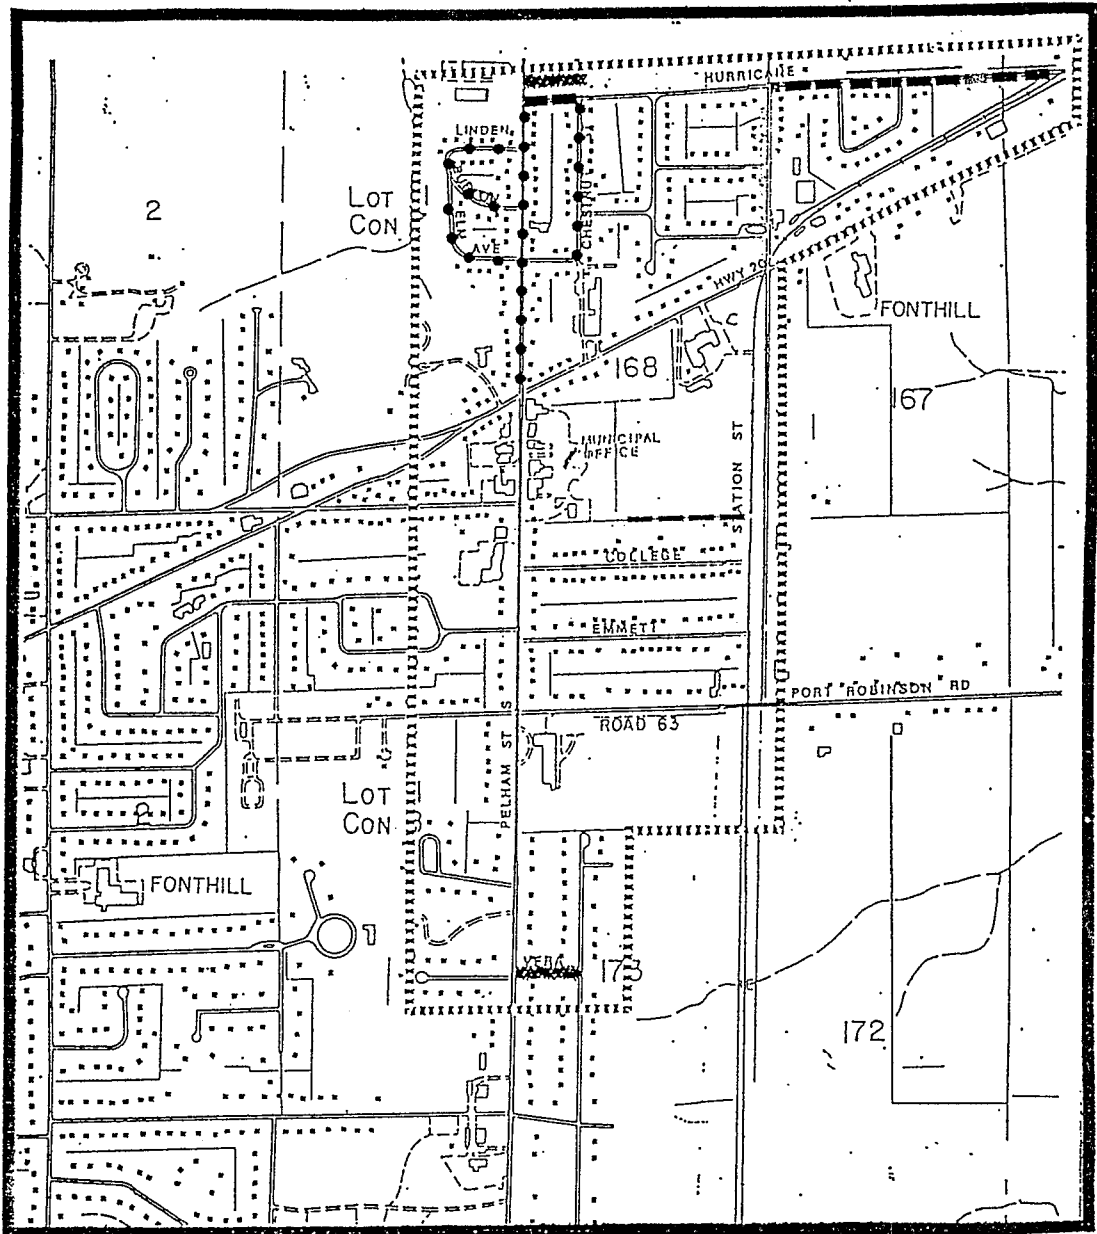 HURRICANE
LINDEN
2
LOT
CON
ELM
AVE
CHESTNUT
HWY 20
FONTHILL
168
C
167
MUNICIPAL
OFFICE
STATION ST
COLLEGE
EMMETT
PORT ROBINSON RD
ROAD 63
PELHAM ST S
LOT
CON
FONTHILL
7
VERA
173
172